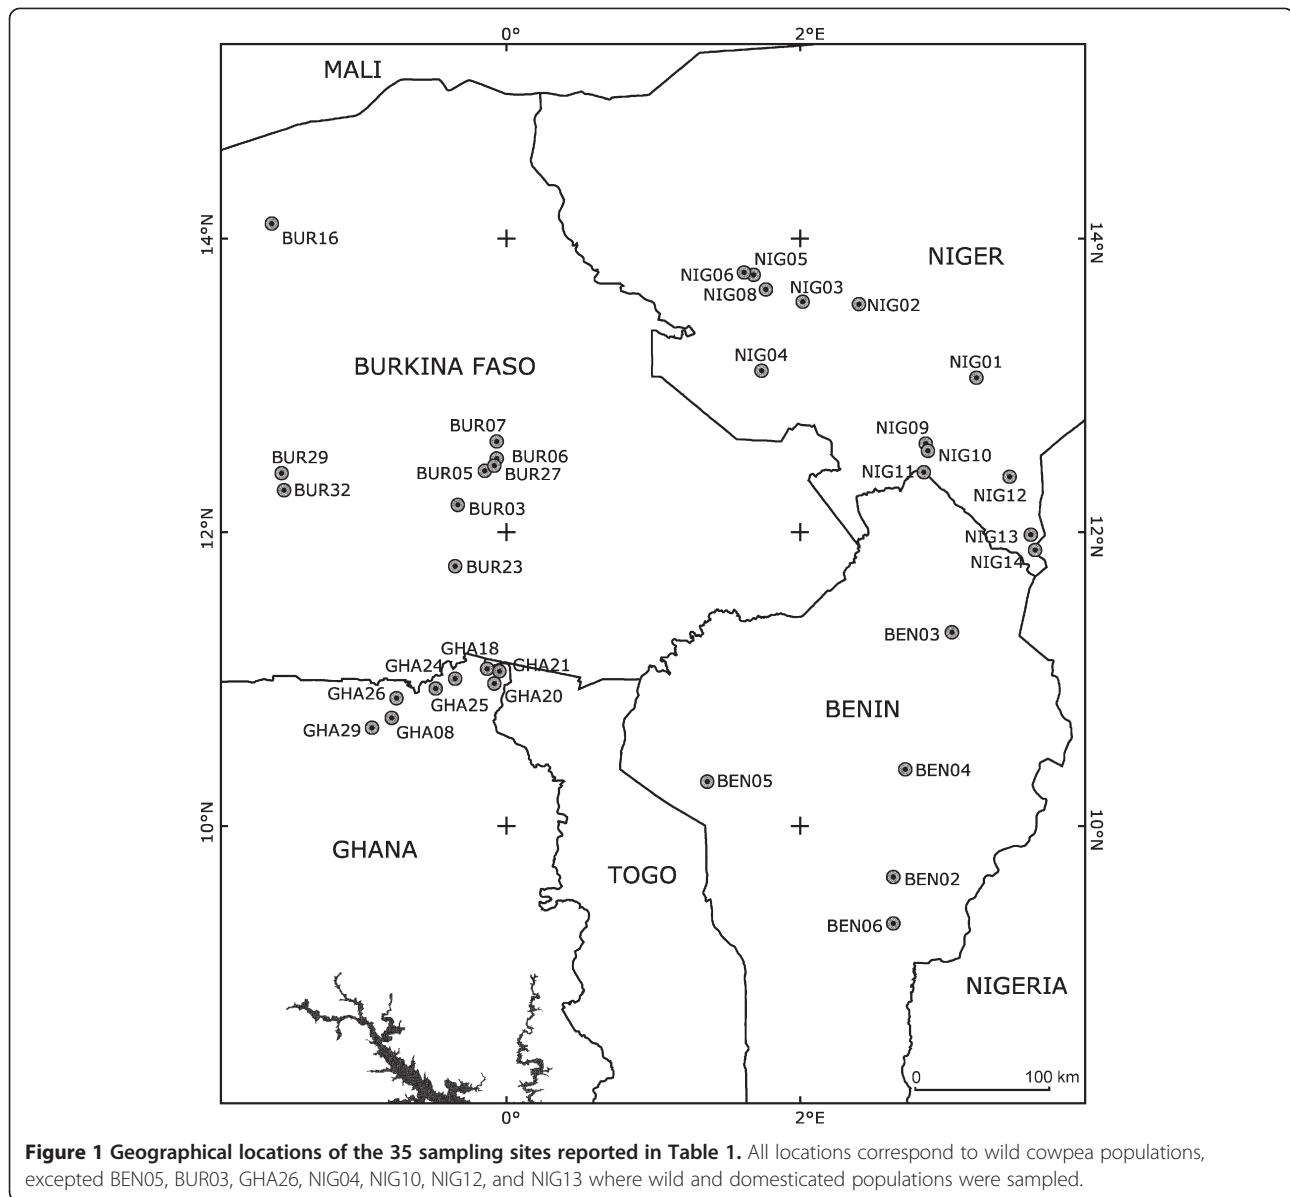 0°
2°E
MALI
14°N
14°N
BUR16
NIGER
NIG05
NIG06
NIG08
NIG03
NIG02
NIG04
NIG01
BURKINA FASO
BUR07
BUR06
BUR05
BUR27
BUR29
BUR32
BUR03
NIG09
NIG10
NIG11
NIG12
12°N
12°N
NIG13
NIG14
BUR23
BEN03
GHA18
GHA24
GHA21
GHA26
GHA25
GHA20
GHA29
GHA08
BENIN
BEN04
BEN05
10°N
10°N
GHANA
TOGO
BEN02
BEN06
NIGERIA
0
100 km
0°
2°E
Figure 1 Geographical locations of the 35 sampling sites reported in Table 1. All locations correspond to wild cowpea populations,
excepted BEN05, BUR03, GHA26, NIG04, NIG10, NIG12, and NIG13 where wild and domesticated populations were sampled.